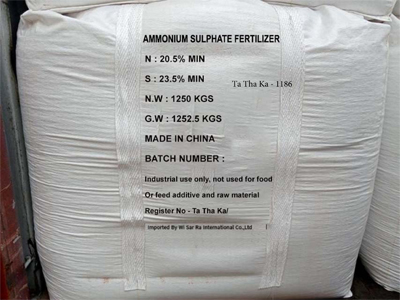 AMMONIUM SULPHATE FERTILIZER
N : 20.5% MIN
S : 23.5% MIN
Ta Tha Ka - 1186
N.W : 1250 KGS
G.W : 1252.5 KGS
MADE IN CHINA
BATCH NUMBER :
Industrial use only, not used for food
Or feed additive and raw material
Register No - Ta Tha Ka/
Imported By Wi Sar Ra International Co.,Ltd